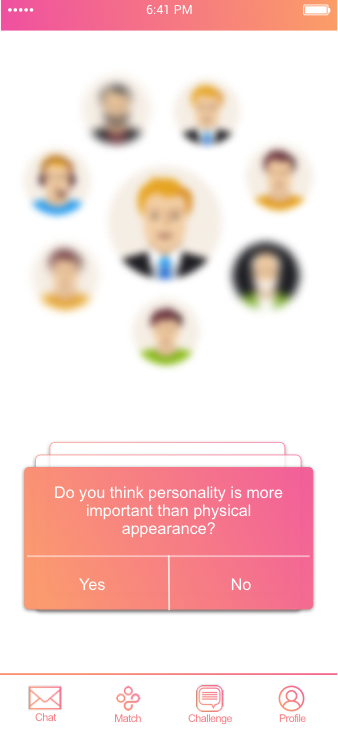 6:41 PM
Do you think personality is more
important than physical
appearance?
Yes No
Chat Match Challenge Profile